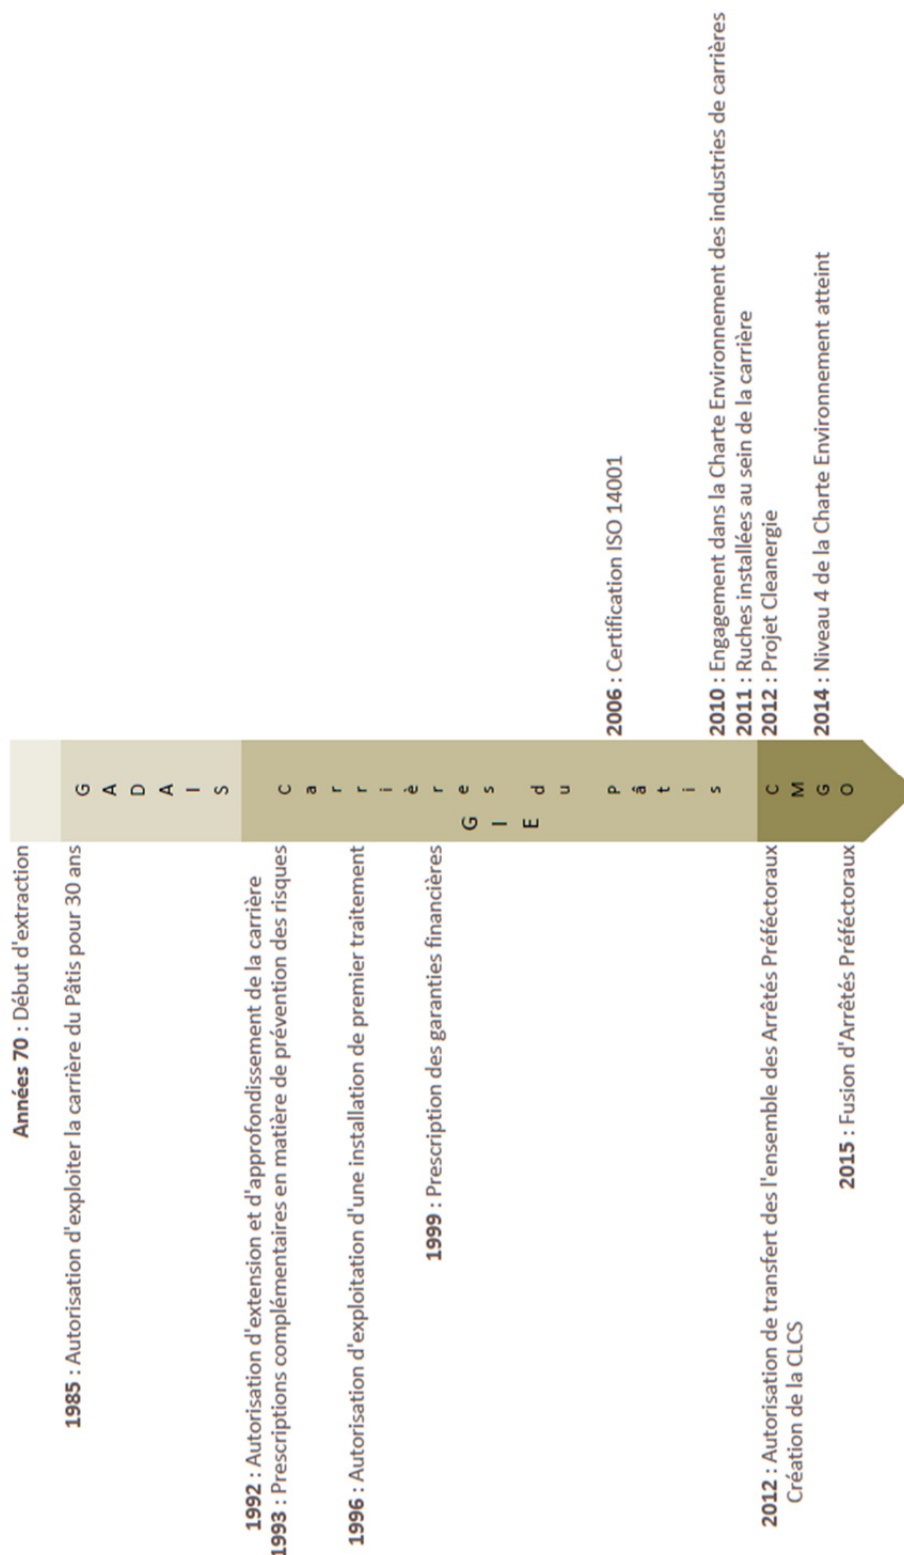 Années 70 : Début d'extraction
1985 : Autorisation d'exploiter la carrière du Pâtis pour 30 ans
1992 : Autorisation d'extension et d'approfondissement de la carrière
1993 : Prescriptions complémentaires en matière de prévention des risques
1996 : Autorisation d'exploitation d'une installation de premier traitement
1999 : Prescription des garanties financières
2012 : Autorisation de transfert des l'ensemble des Arrêtés Préféctoraux
Création de la CLCS
2015 : Fusion d'Arrêtés Préféctoraux
GADAIS
GIE
Carrières du Pâtis
CMGO
2006 : Certification ISO 14001
2010 : Engagement dans la Charte Environnement des industries de carrières
2011 : Ruches installées au sein de la carrière
2012 : Projet Cleanergie
2014 : Niveau 4 de la Charte Environnement atteint